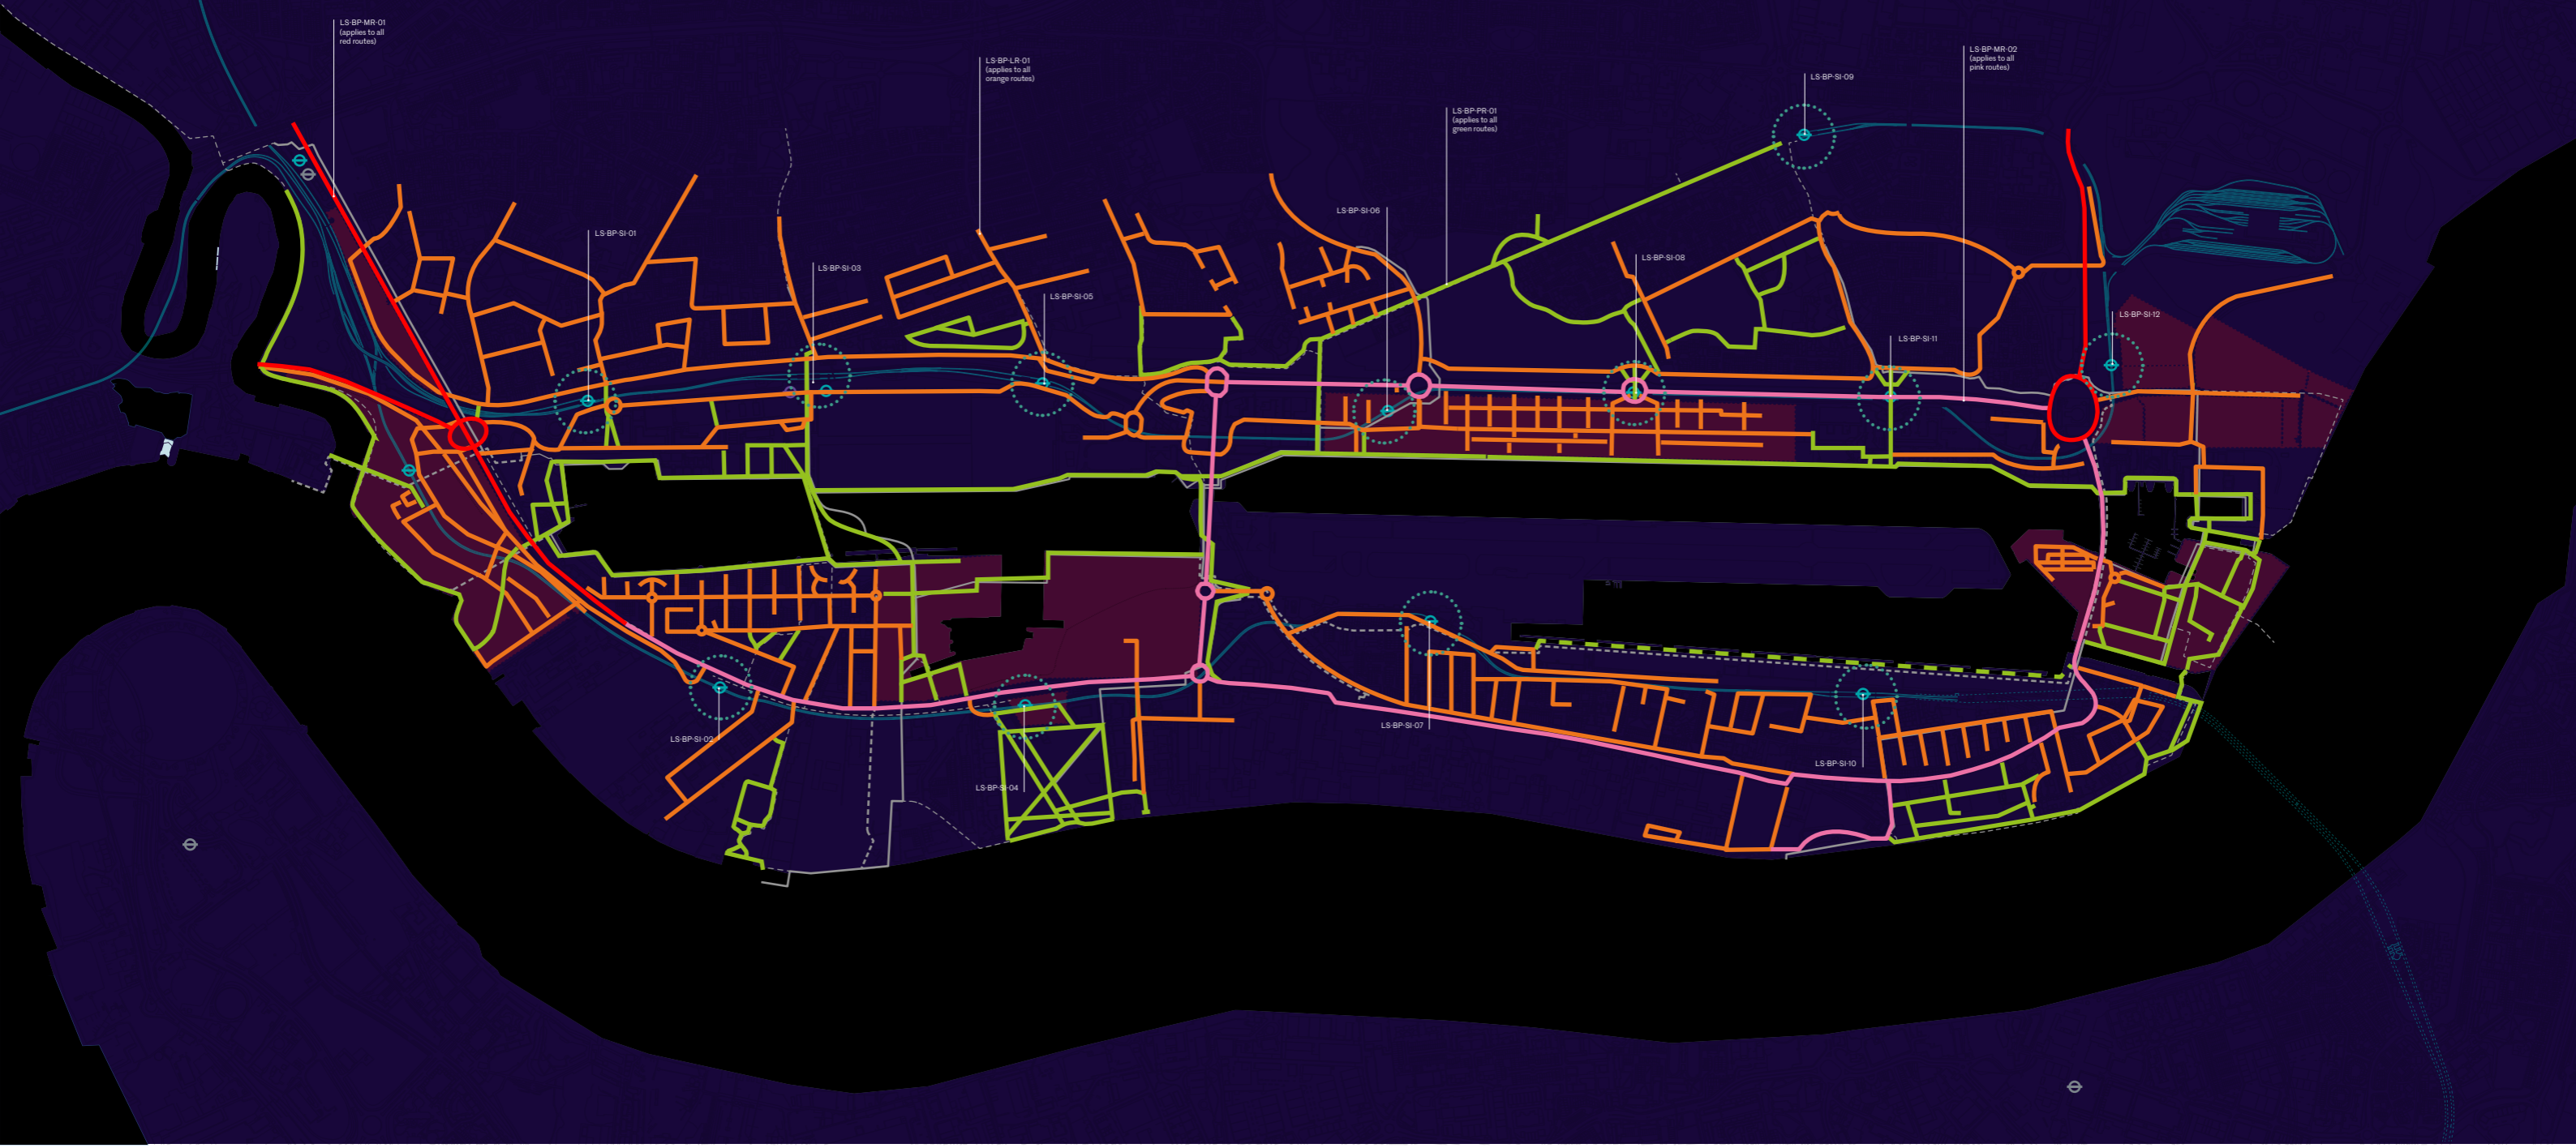 LS-BP-MR-01
(applies to all
red routes)
LS-BP-MR-02
(applies to all
pink routes)
LS-BP-LR-01
(applies to all
orange routes)
LS-BP-SI-09
LS-BP-PR-01
(applies to all
green routes)
LS-BP-SI-06
LS-BP-SI-01
LS-BP-SI-08
LS-BP-SI-03
LS-BP-SI-05
LS-BP-SI-12
LS-BP-SI-11
LS-BP-SI-07
LS-BP-SI-02
LS-BP-SI-10
LS-BP-SI-04